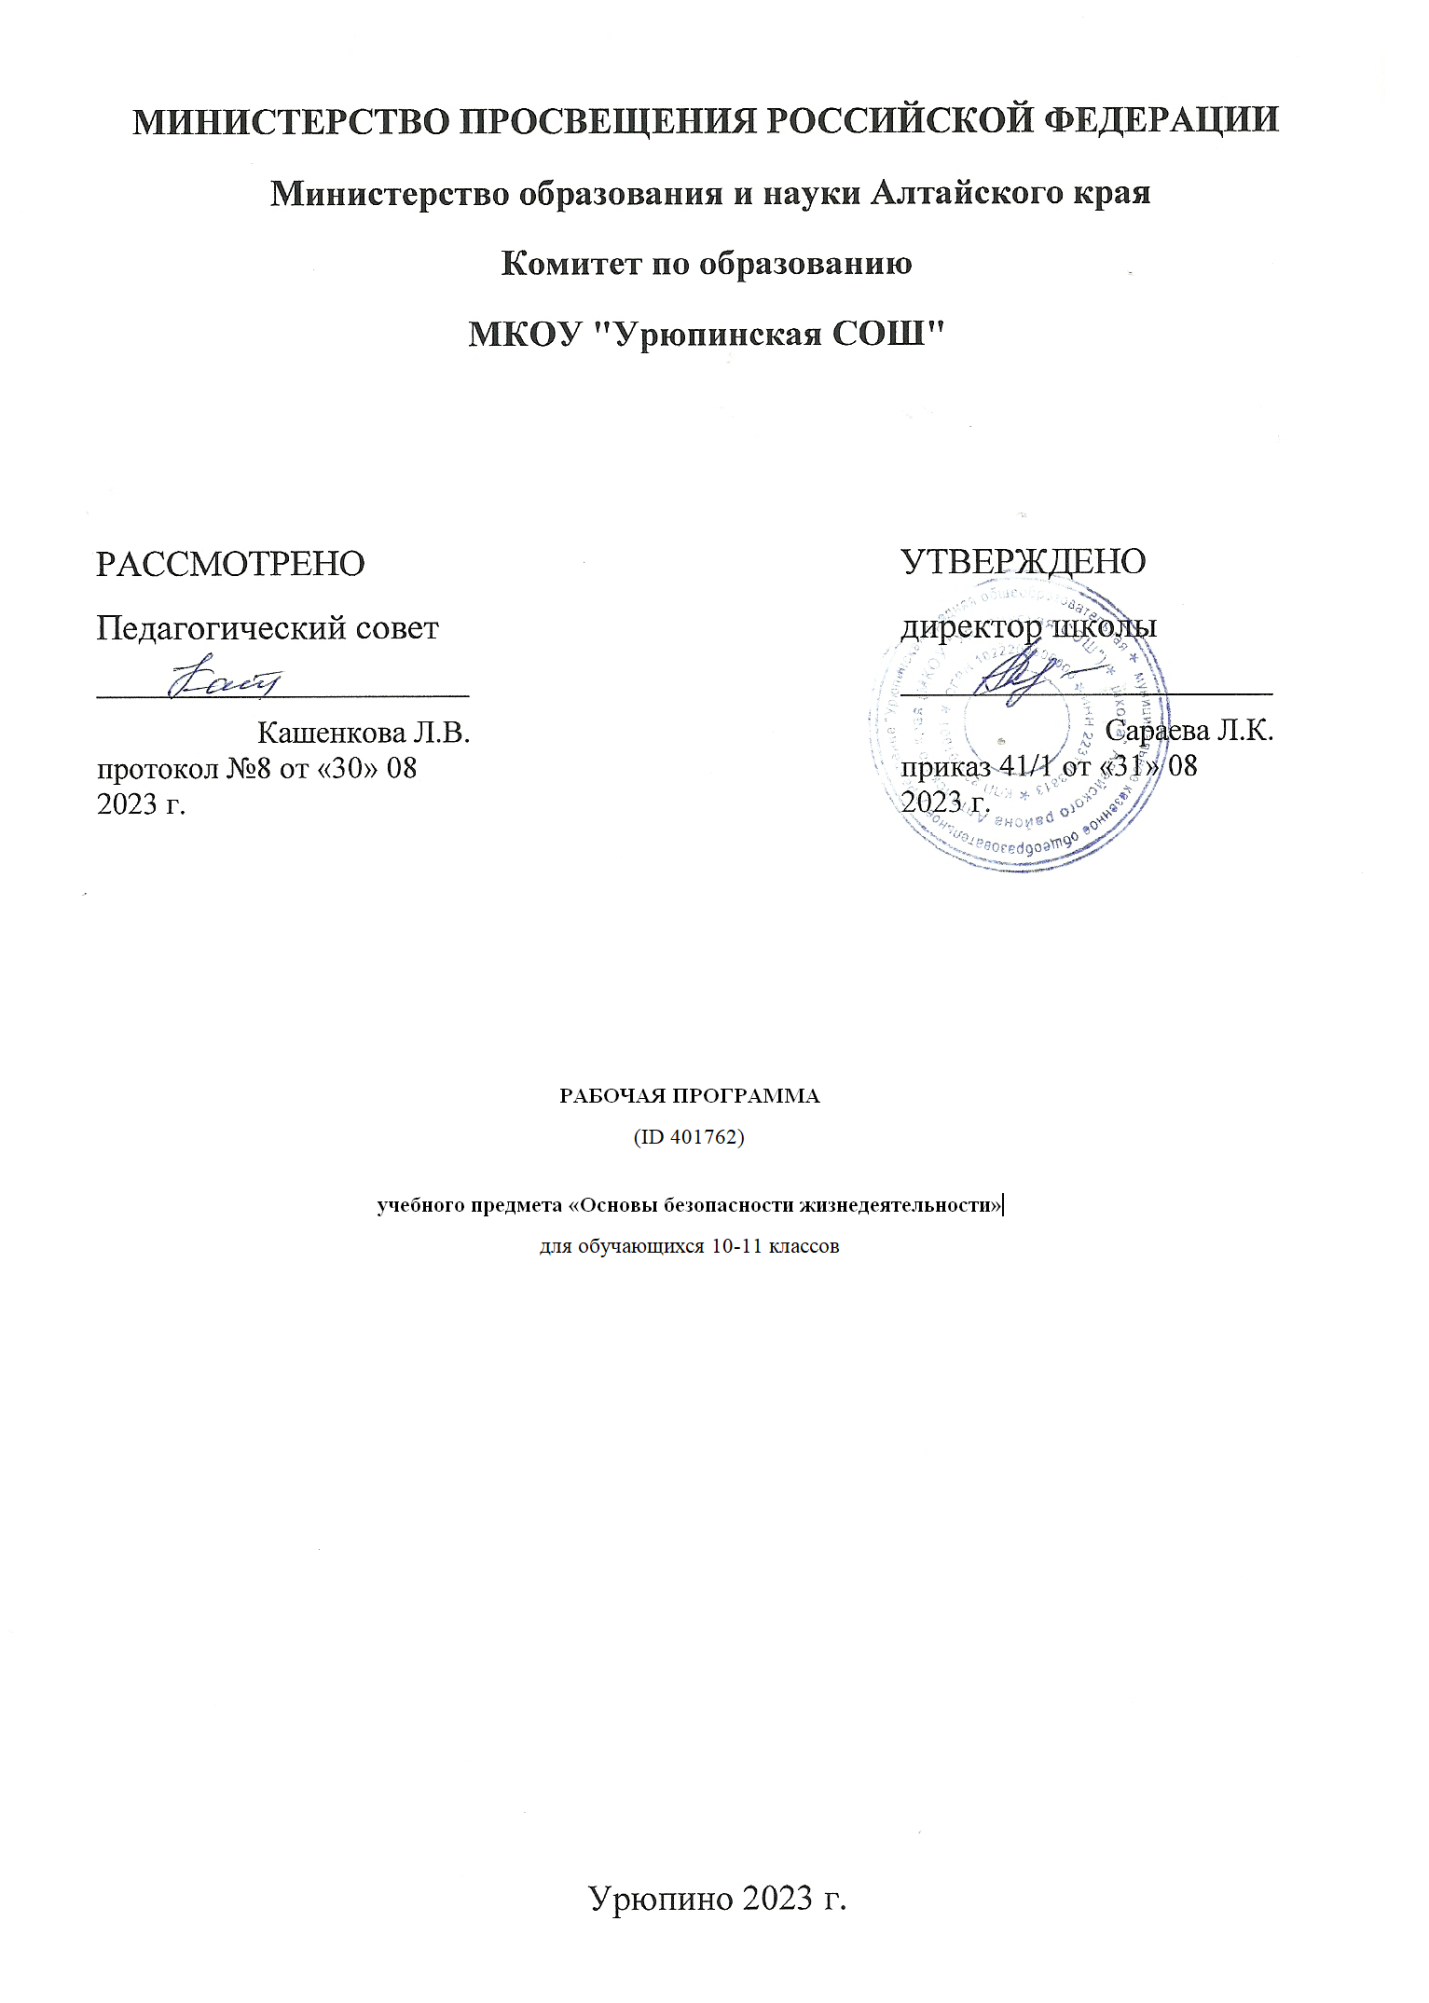 МИНИСТЕРСТВО ПРОСВЕЩЕНИЯ РОССИЙСКОЙ ФЕДЕРАЦИИ
Министерство образования и науки Алтайского края
Комитет по образованию
МКОУ "Урюпинская СОШ"
РАССМОТРЕНО
Педагогический совет
Кашенкова Л.В.
протокол №8 от «30» 08
2023 г.
УТВЕРЖДЕНО
директор школы
Сараева Л.К.
приказ 41/1 от «31» 08
2023 г.
РАБОЧАЯ ПРОГРАММА
(ID 401762)
учебного предмета «Основы безопасности жизнедеятельности»
для обучающихся 10-11 классов
Урюпино 2023 г.